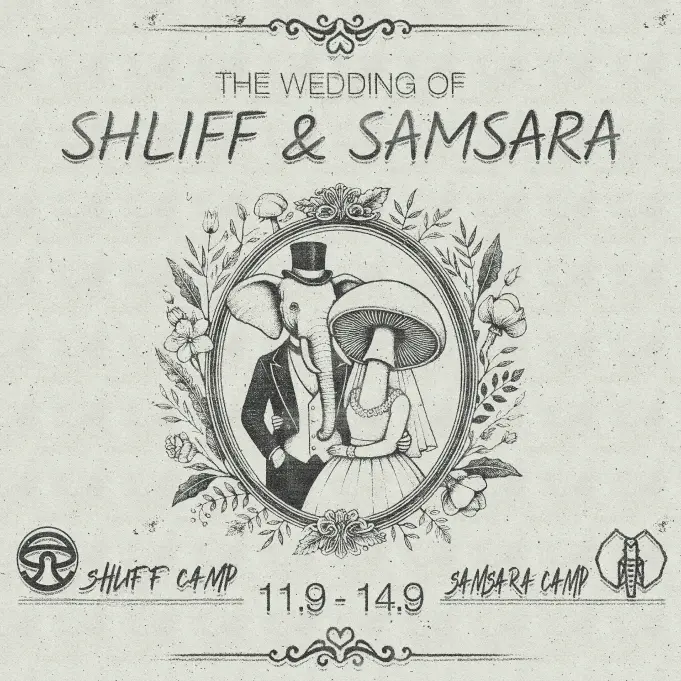 THE WEDDING OF
SHLIFF & SAMSARA
SHLIFF CAMP
11.9 - 14.9
SAMSARA CAMP